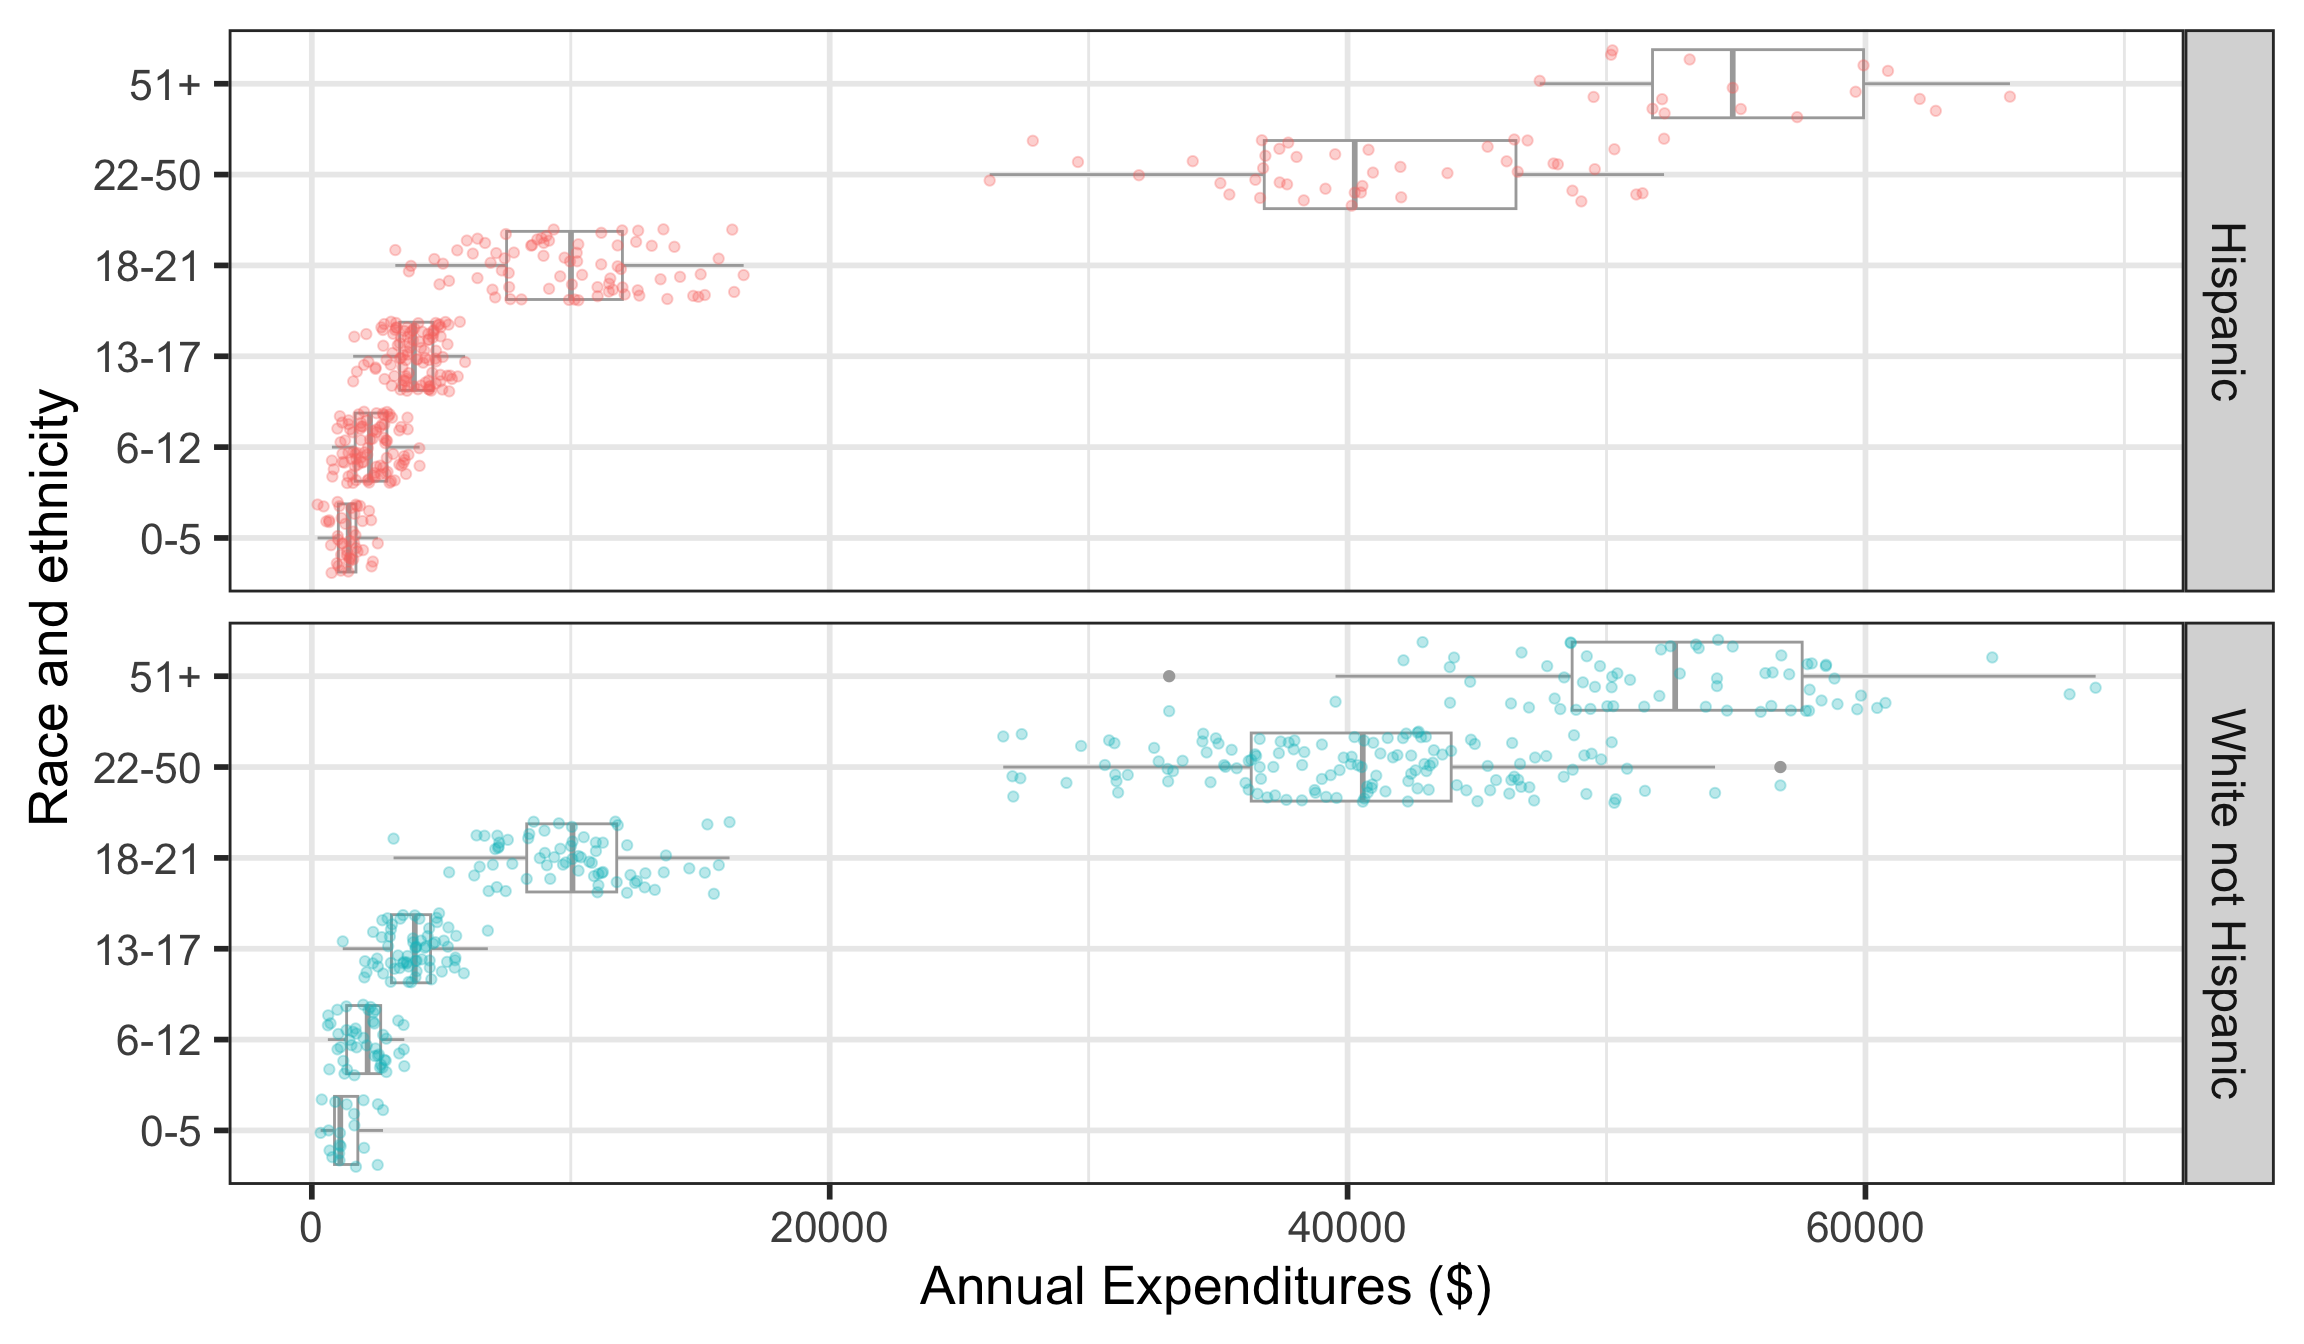 Race and ethnicity
51+
22-50
18-21
13-17
6-12
0-5
Hispanic
51+
22-50
18-21
13-17
6-12
0-5
White not Hispanic
0 20000 40000 60000
Annual Expenditures ($)